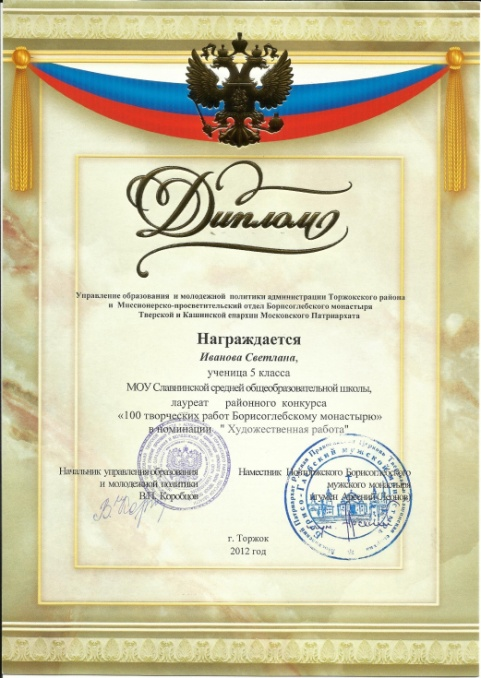 Диплом
Управление образования и молодежной политики администрации Торжокского района
и Миссионерско-просветительский отдел Борисоглебского монастыря
Тверской и Кашинской епархии Московского Патриархата
Награждается
Иванова Светлана,
ученица 5 класса
МОУ Славнинской средней общеобразовательной школы,
лауреат районного конкурса
«100 творческих работ Борисоглебскому монастырю»
в номинации " Художественная работа"
Начальник управления образования
и молодежной политики
В.Н. Коробцов
Наместник Новоторжского Борисоглебского
мужского монастыря
игумен Арсений (Леонов)
г. Торжок
2012 год